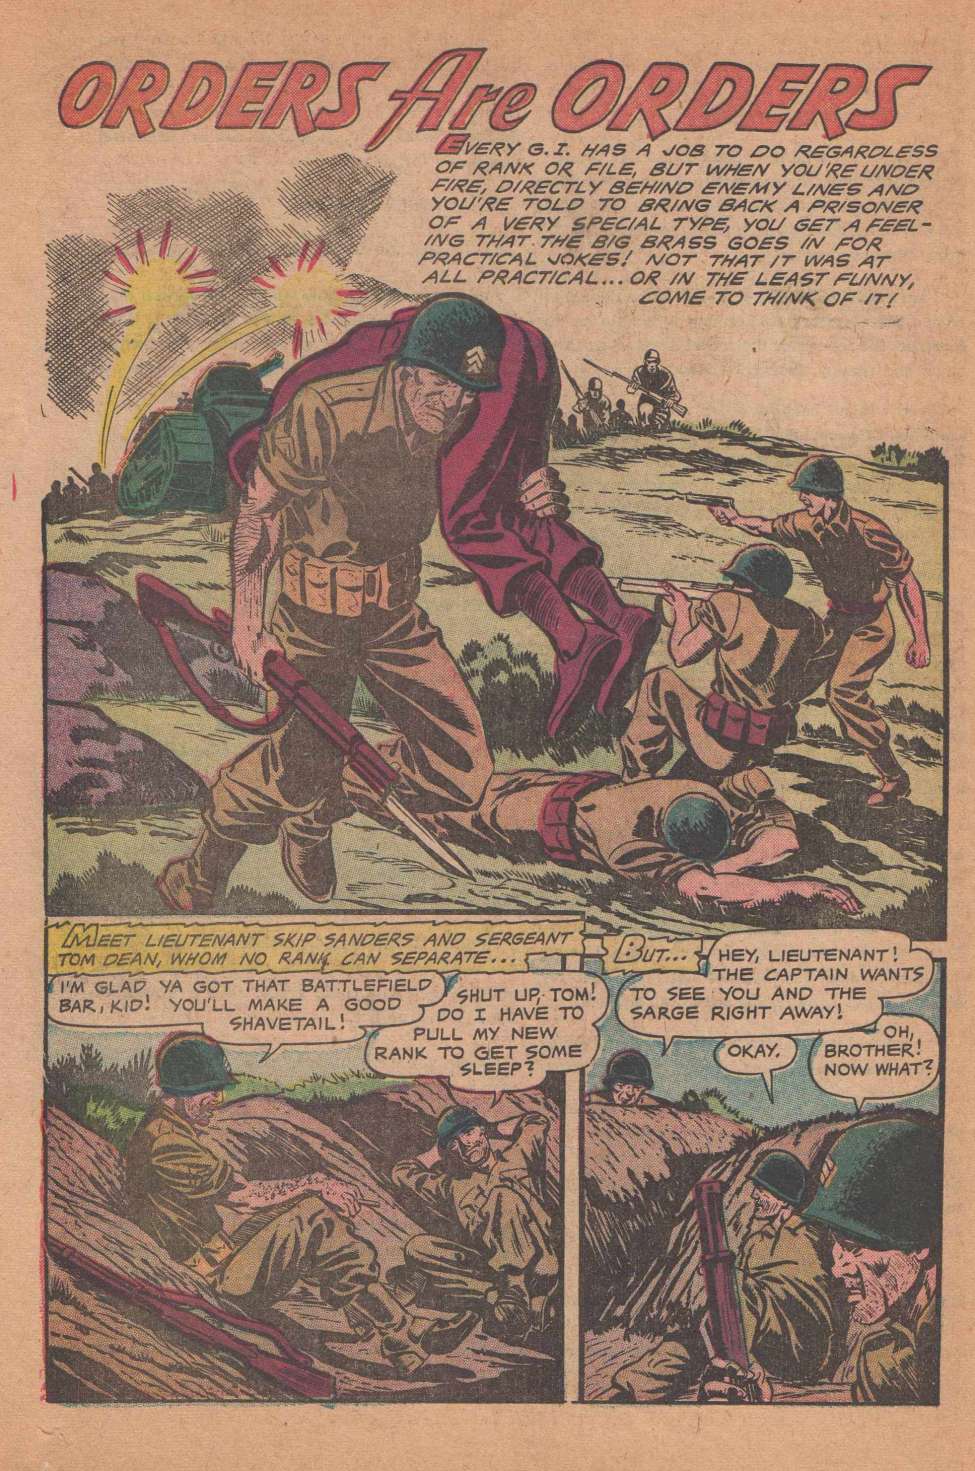 ORDERS Are ORDERS
EVERY G.I. HAS A JOB TO DO REGARDLESS
OF RANK OR FILE, BUT WHEN YOU'RE UNDER
FIRE, DIRECTLY BEHIND ENEMY LINES AND
YOU'RE TOLD TO BRING BACK A PRISONER
OF A VERY SPECIAL TYPE, YOU GET A FEEL-
ING THAT THE BIG BRASS GOES IN FOR
PRACTICAL JOKES! NOT THAT IT WAS AT
ALL PRACTICAL... OR IN THE LEAST FUNNY,
COME TO THINK OF IT!
MEET LIEUTENANT SKIP SANDERS AND SERGEANT
TOM DEAN, WHOM NO RANK CAN SEPARATE...
I'M GLAD YA GOT THAT BATTLEFIELD
BAR, KID! YOU'LL MAKE A GOOD
SHAVETAIL!
SHUT UP, TOM!
DO I HAVE TO
PULL MY NEW
RANK TO GET SOME
SLEEP?
BUT...
HEY, LIEUTENANT!
THE CAPTAIN WANTS
TO SEE YOU AND THE
SARGE RIGHT AWAY!
OKAY.
OH,
BROTHER!
NOW WHAT?